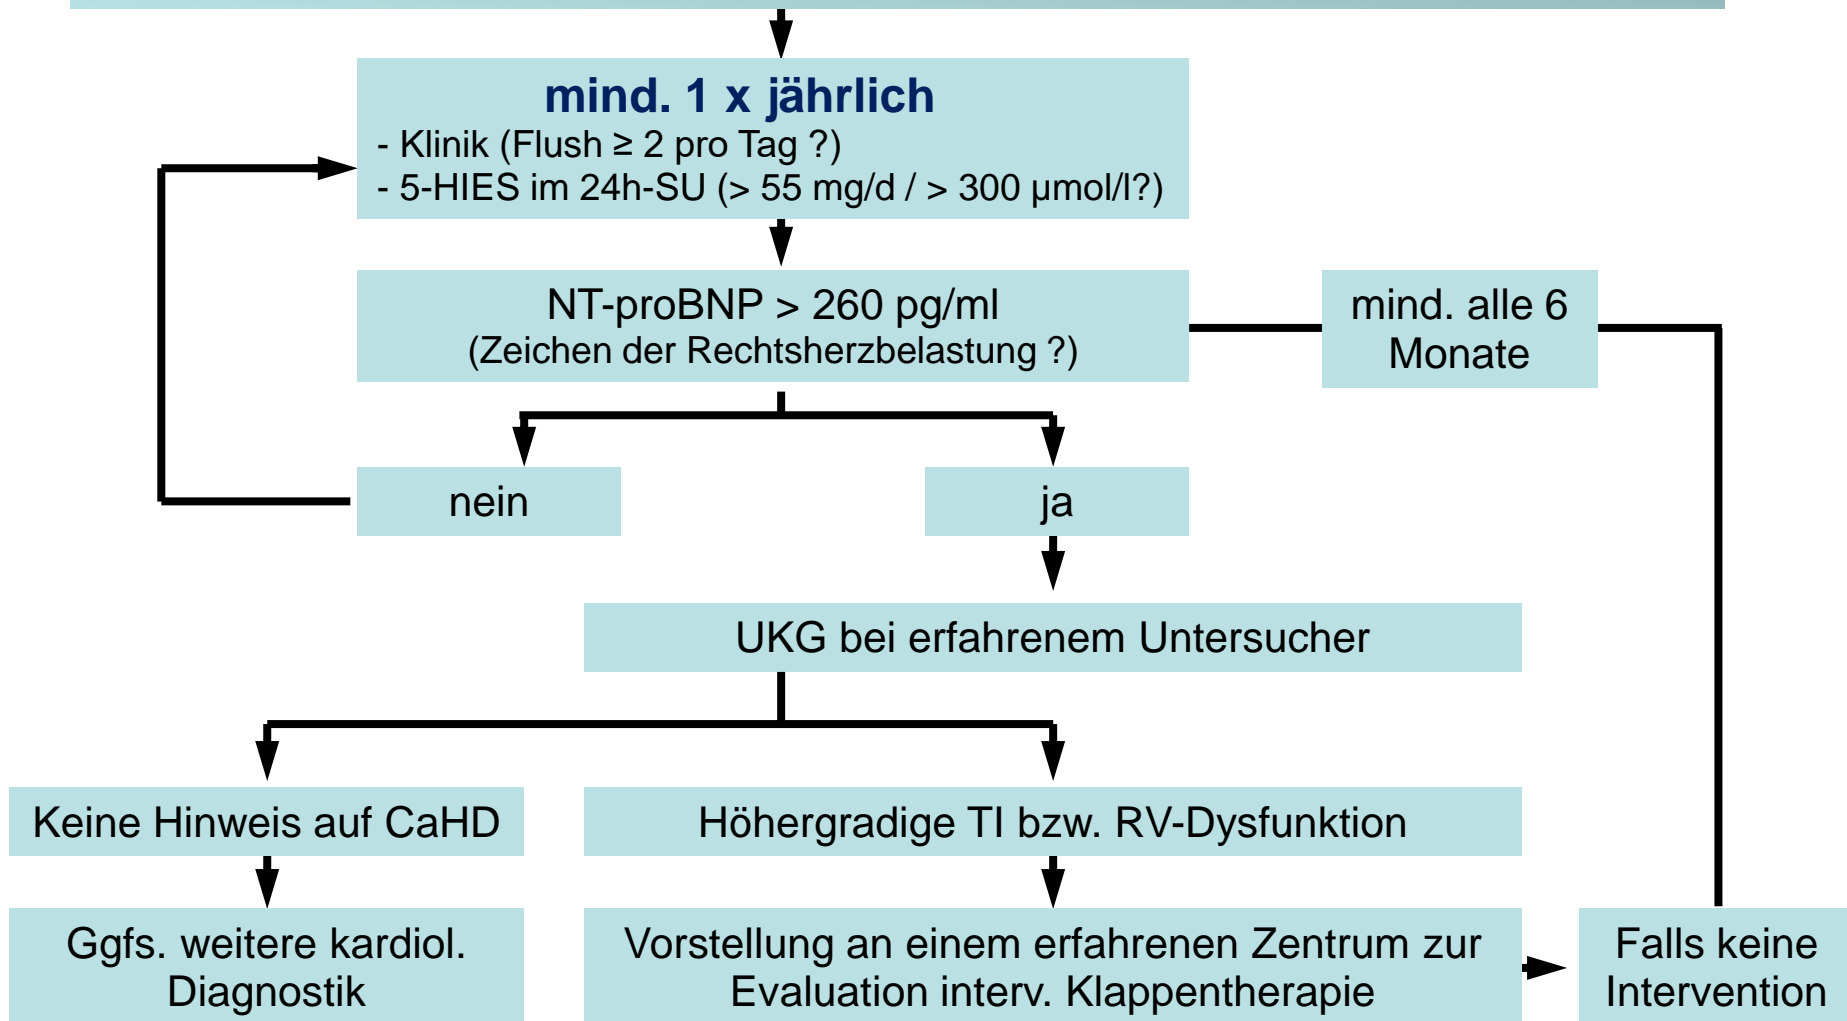 mind. 1 x jährlich
- Klinik (Flush ≥ 2 pro Tag ?)
- 5-HIES im 24h-SU (> 55 mg/d / > 300 µmol/l?)
NT-proBNP > 260 pg/ml
(Zeichen der Rechtsherzbelastung ?)
mind. alle 6
Monate
nein
ja
UKG bei erfahrenem Untersucher
Keine Hinweis auf CaHD
Höhergradige TI bzw. RV-Dysfunktion
Ggfs. weitere kardiol.
Diagnostik
Vorstellung an einem erfahrenen Zentrum zur
Evaluation interv. Klappentherapie
Falls keine
Intervention